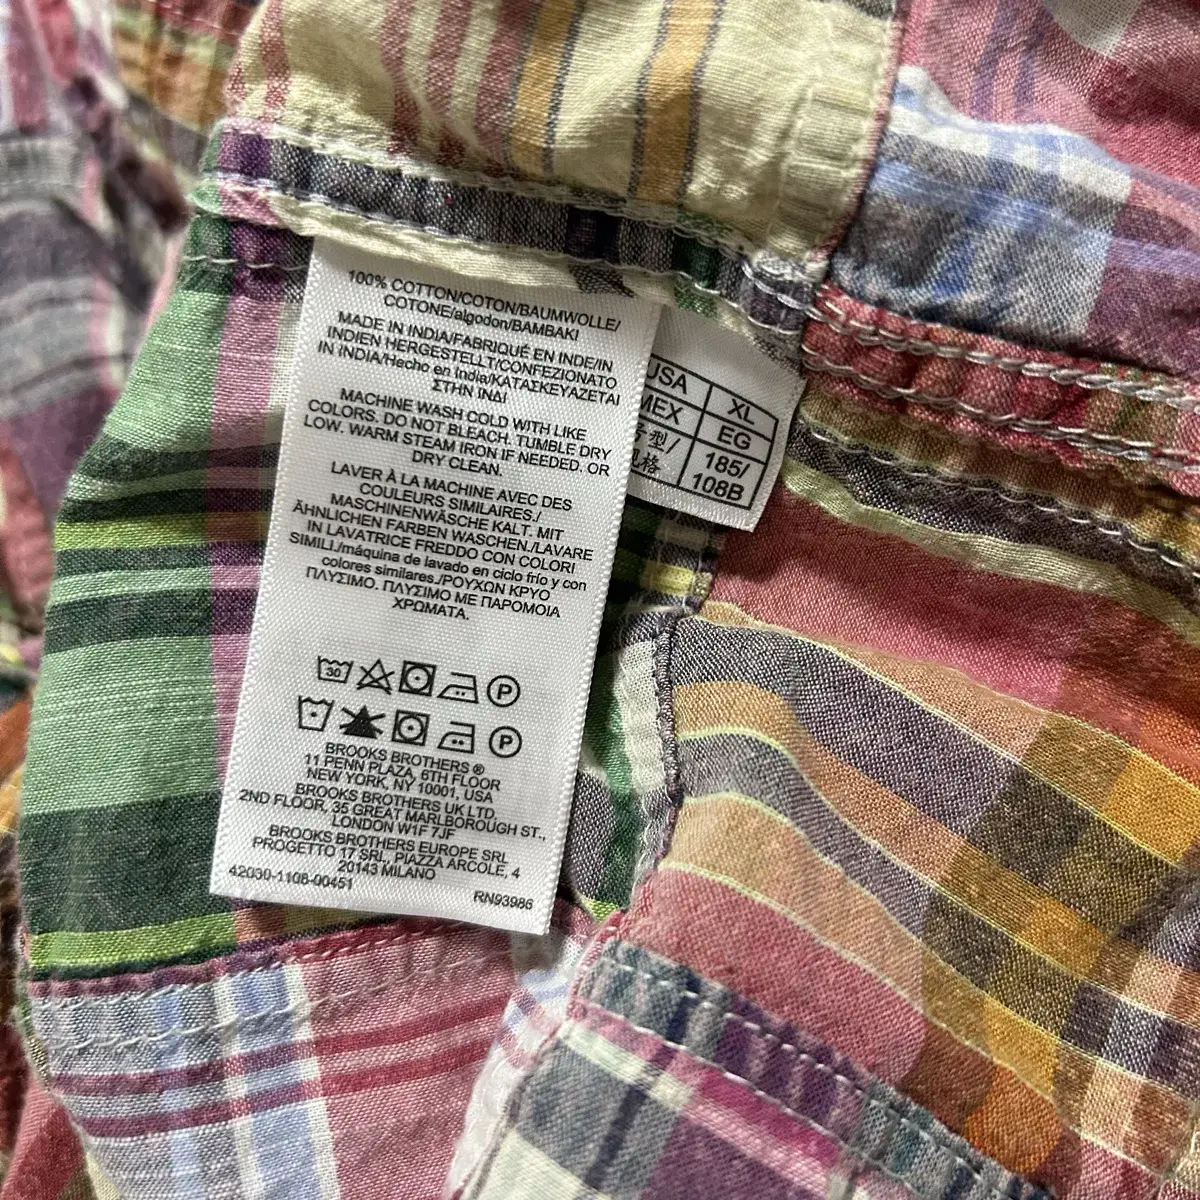 100% COTTON/COTON/BAUMWOLLE/
COTONE/algodon/BAMBAKI
MADE IN INDIA/FABRIQUÉ EN INDE/IN
INDIEN HERGESTELLT/CONFEZIONATO
IN INDIA/Hecho en India/ΚΑΤΑΣΚΕΥΑΖΕΤΑΙ
ΣΤΗΝ ΙΝΔΙ
MACHINE WASH COLD WITH LIKE
COLORS. DO NOT BLEACH. TUMBLE DRY
LOW. WARM STEAM IRON IF NEEDED. OR
DRY CLEAN.
LAVER À LA MACHINE AVEC DES
COULEURS SIMILAIRES./
MASCHINENWÄSCHE KALT. MIT
ÄHNLICHEN FARBEN WASCHEN./LAVARE
IN LAVATRICE FREDDO CON COLORI
SIMILI./máquina de lavado en ciclo frío y con
colores similares./ΡΟΥΧΩΝ ΚΡΥΟ
ΠΛΥΣΙΜΟ. ΠΛΥΣΙΜΟ ΜΕ ΠΑΡΟΜΟΙΑ
ΧΡΩΜΑΤΑ.
30 P
P
BROOKS BROTHERS ®
11 PENN PLAZA, 6TH FLOOR
NEW YORK, NY 10001, USA
BROOKS BROTHERS UK LTD.
2ND FLOOR, 35 GREAT MARLBOROUGH ST.,
LONDON W1F 7JF
BROOKS BROTHERS EUROPE SRL
PROGETTO 17 SRL, PIAZZA ARCOLE, 4
20143 MILANO
42030-1108-00451
RN93986
USA XL
MEX EG
型/ 185/
规格 108B